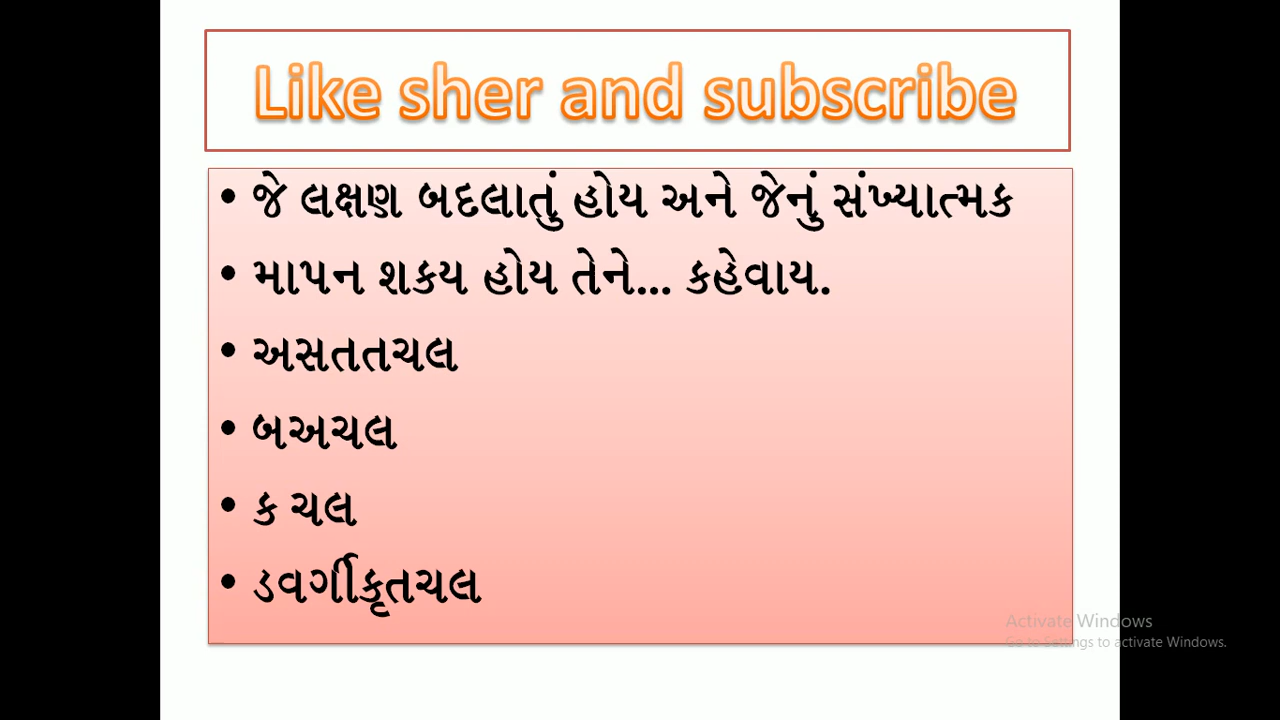 Like sher and subscribe
• જે લક્ષણ બદલાતું હોય અને જેનું સંખ્યાત્મક
• માપન શકય હોય તેને... કહેવાય.
• અસતતચલ
• બઅચલ
• ક ચલ
• ડવર્ગીકૃતચલ
Activate Windows
Go to Settings to activate Windows.